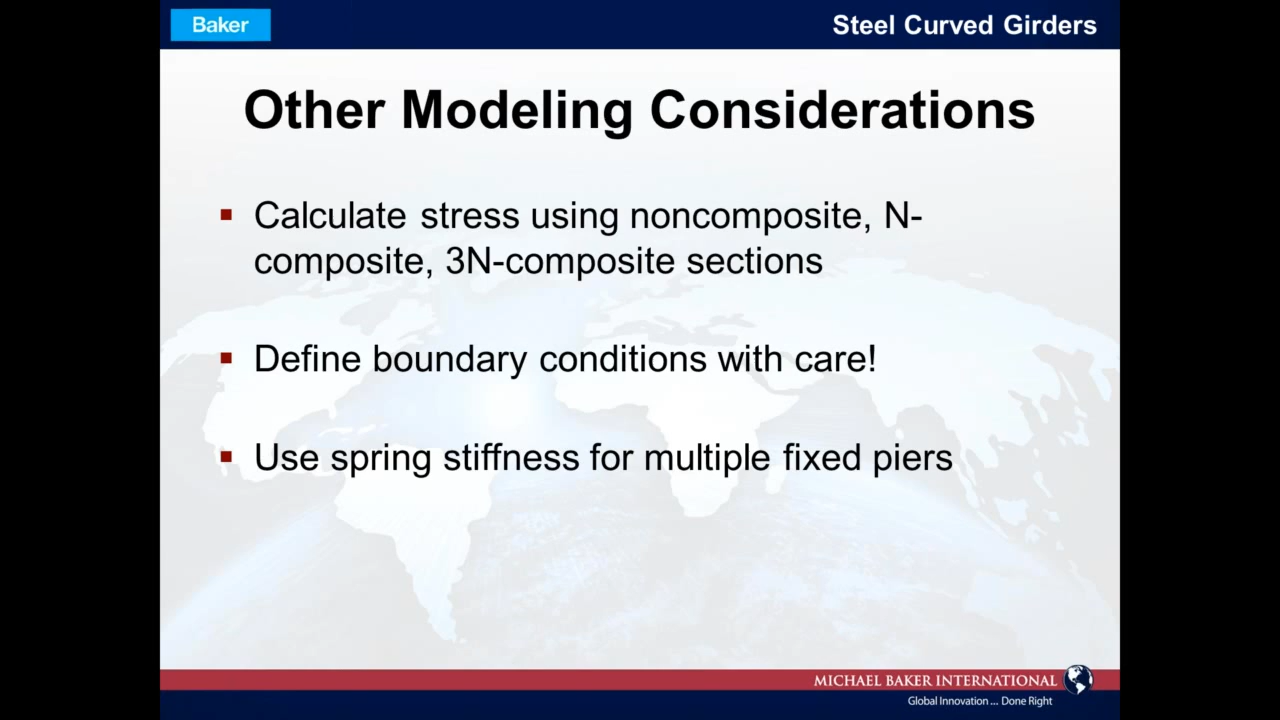 Baker
Steel Curved Girders
Other Modeling Considerations
Calculate stress using noncomposite, N-
composite, 3N-composite sections
Define boundary conditions with care!
Use spring stiffness for multiple fixed piers
MICHAEL BAKER INTERNATIONAL
Global Innovation ... Done Right